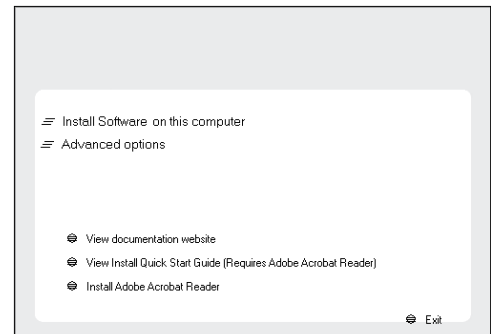 Install Software on this computer
Advanced options
View documentation website
View Install Quick Start Guide (Requires Adobe Acrobat Reader)
Install Adobe Acrobat Reader
Exit